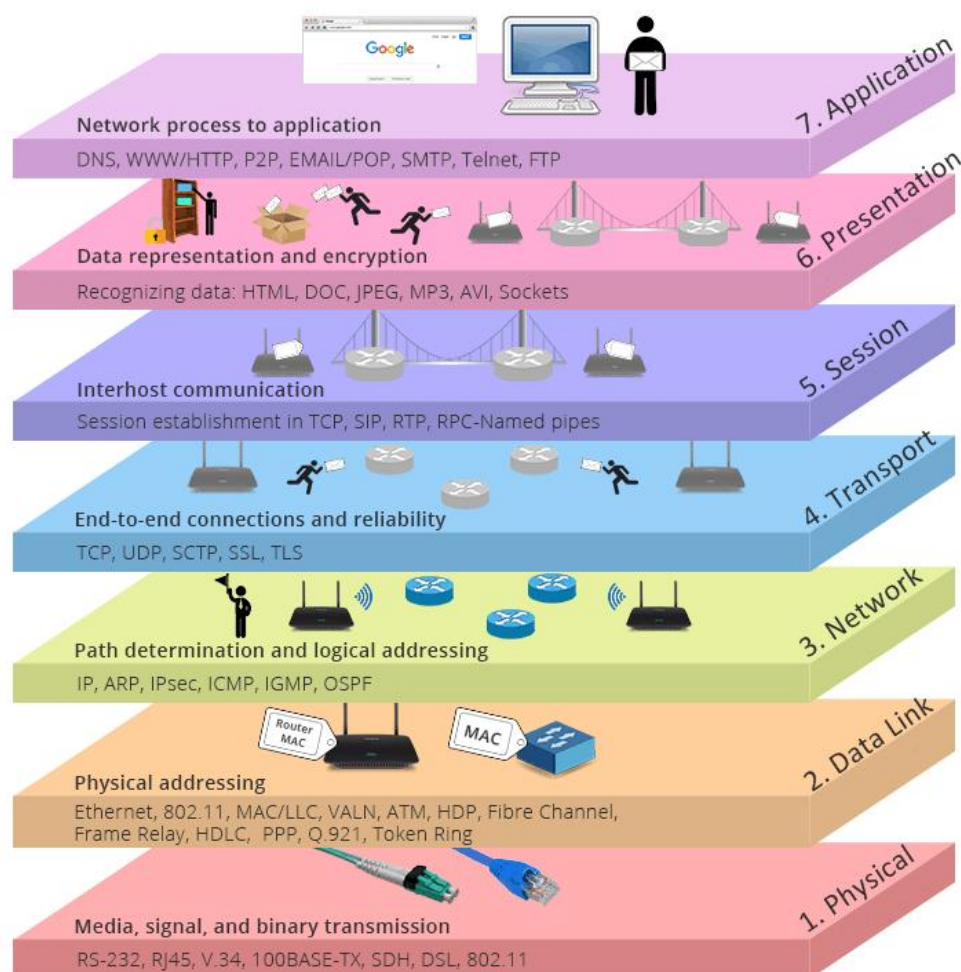 Google
7. Application
Network process to application
DNS, WWW/HTTP, P2P, EMAIL/POP, SMTP, Telnet, FTP
6. Presentation
Data representation and encryption
Recognizing data: HTML, DOC, JPEG, MP3, AVI, Sockets
5. Session
Interhost communication
Session establishment in TCP, SIP, RTP, RPC-Named pipes
4. Transport
End-to-end connections and reliability
TCP, UDP, SCTP, SSL, TLS
3. Network
Path determination and logical addressing
IP, ARP, IPsec, ICMP, IGMP, OSPF
2. Data Link
Router
MAC
MAC
Physical addressing
Ethernet, 802.11, MAC/LLC, VALN, ATM, HDP, Fibre Channel,
Frame Relay, HDLC, PPP, Q.921, Token Ring
1. Physical
Media, signal, and binary transmission
RS-232, RJ45, V.34, 100BASE-TX, SDH, DSL, 802.11